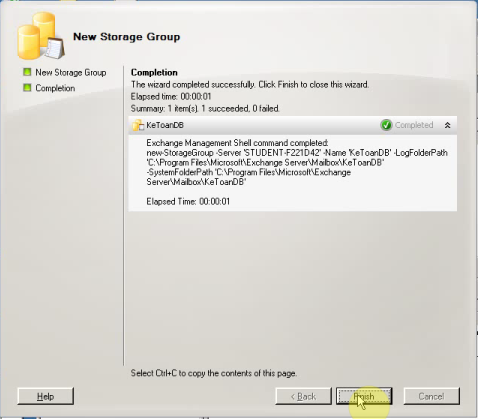 New Storage Group
New Storage Group
Completion
Completion
The wizard completed successfully. Click Finish to close this wizard.
Elapsed time: 00:00:01
Summary: 1 item(s). 1 succeeded, 0 failed.
KeToanDB
Completed
Exchange Management Shell command completed:
new-StorageGroup -Server 'STUDENT-F221D42' -Name 'KeToanDB' -LogFolderPath
'C:\Program Files\Microsoft\Exchange Server\Mailbox\KeToanDB'
-SystemFolderPath 'C:\Program Files\Microsoft\Exchange
Server\Mailbox\KeToanDB'
Elapsed Time: 00:00:01
Select Ctrl+C to copy the contents of this page.
Help
< Back
Finish
Cancel